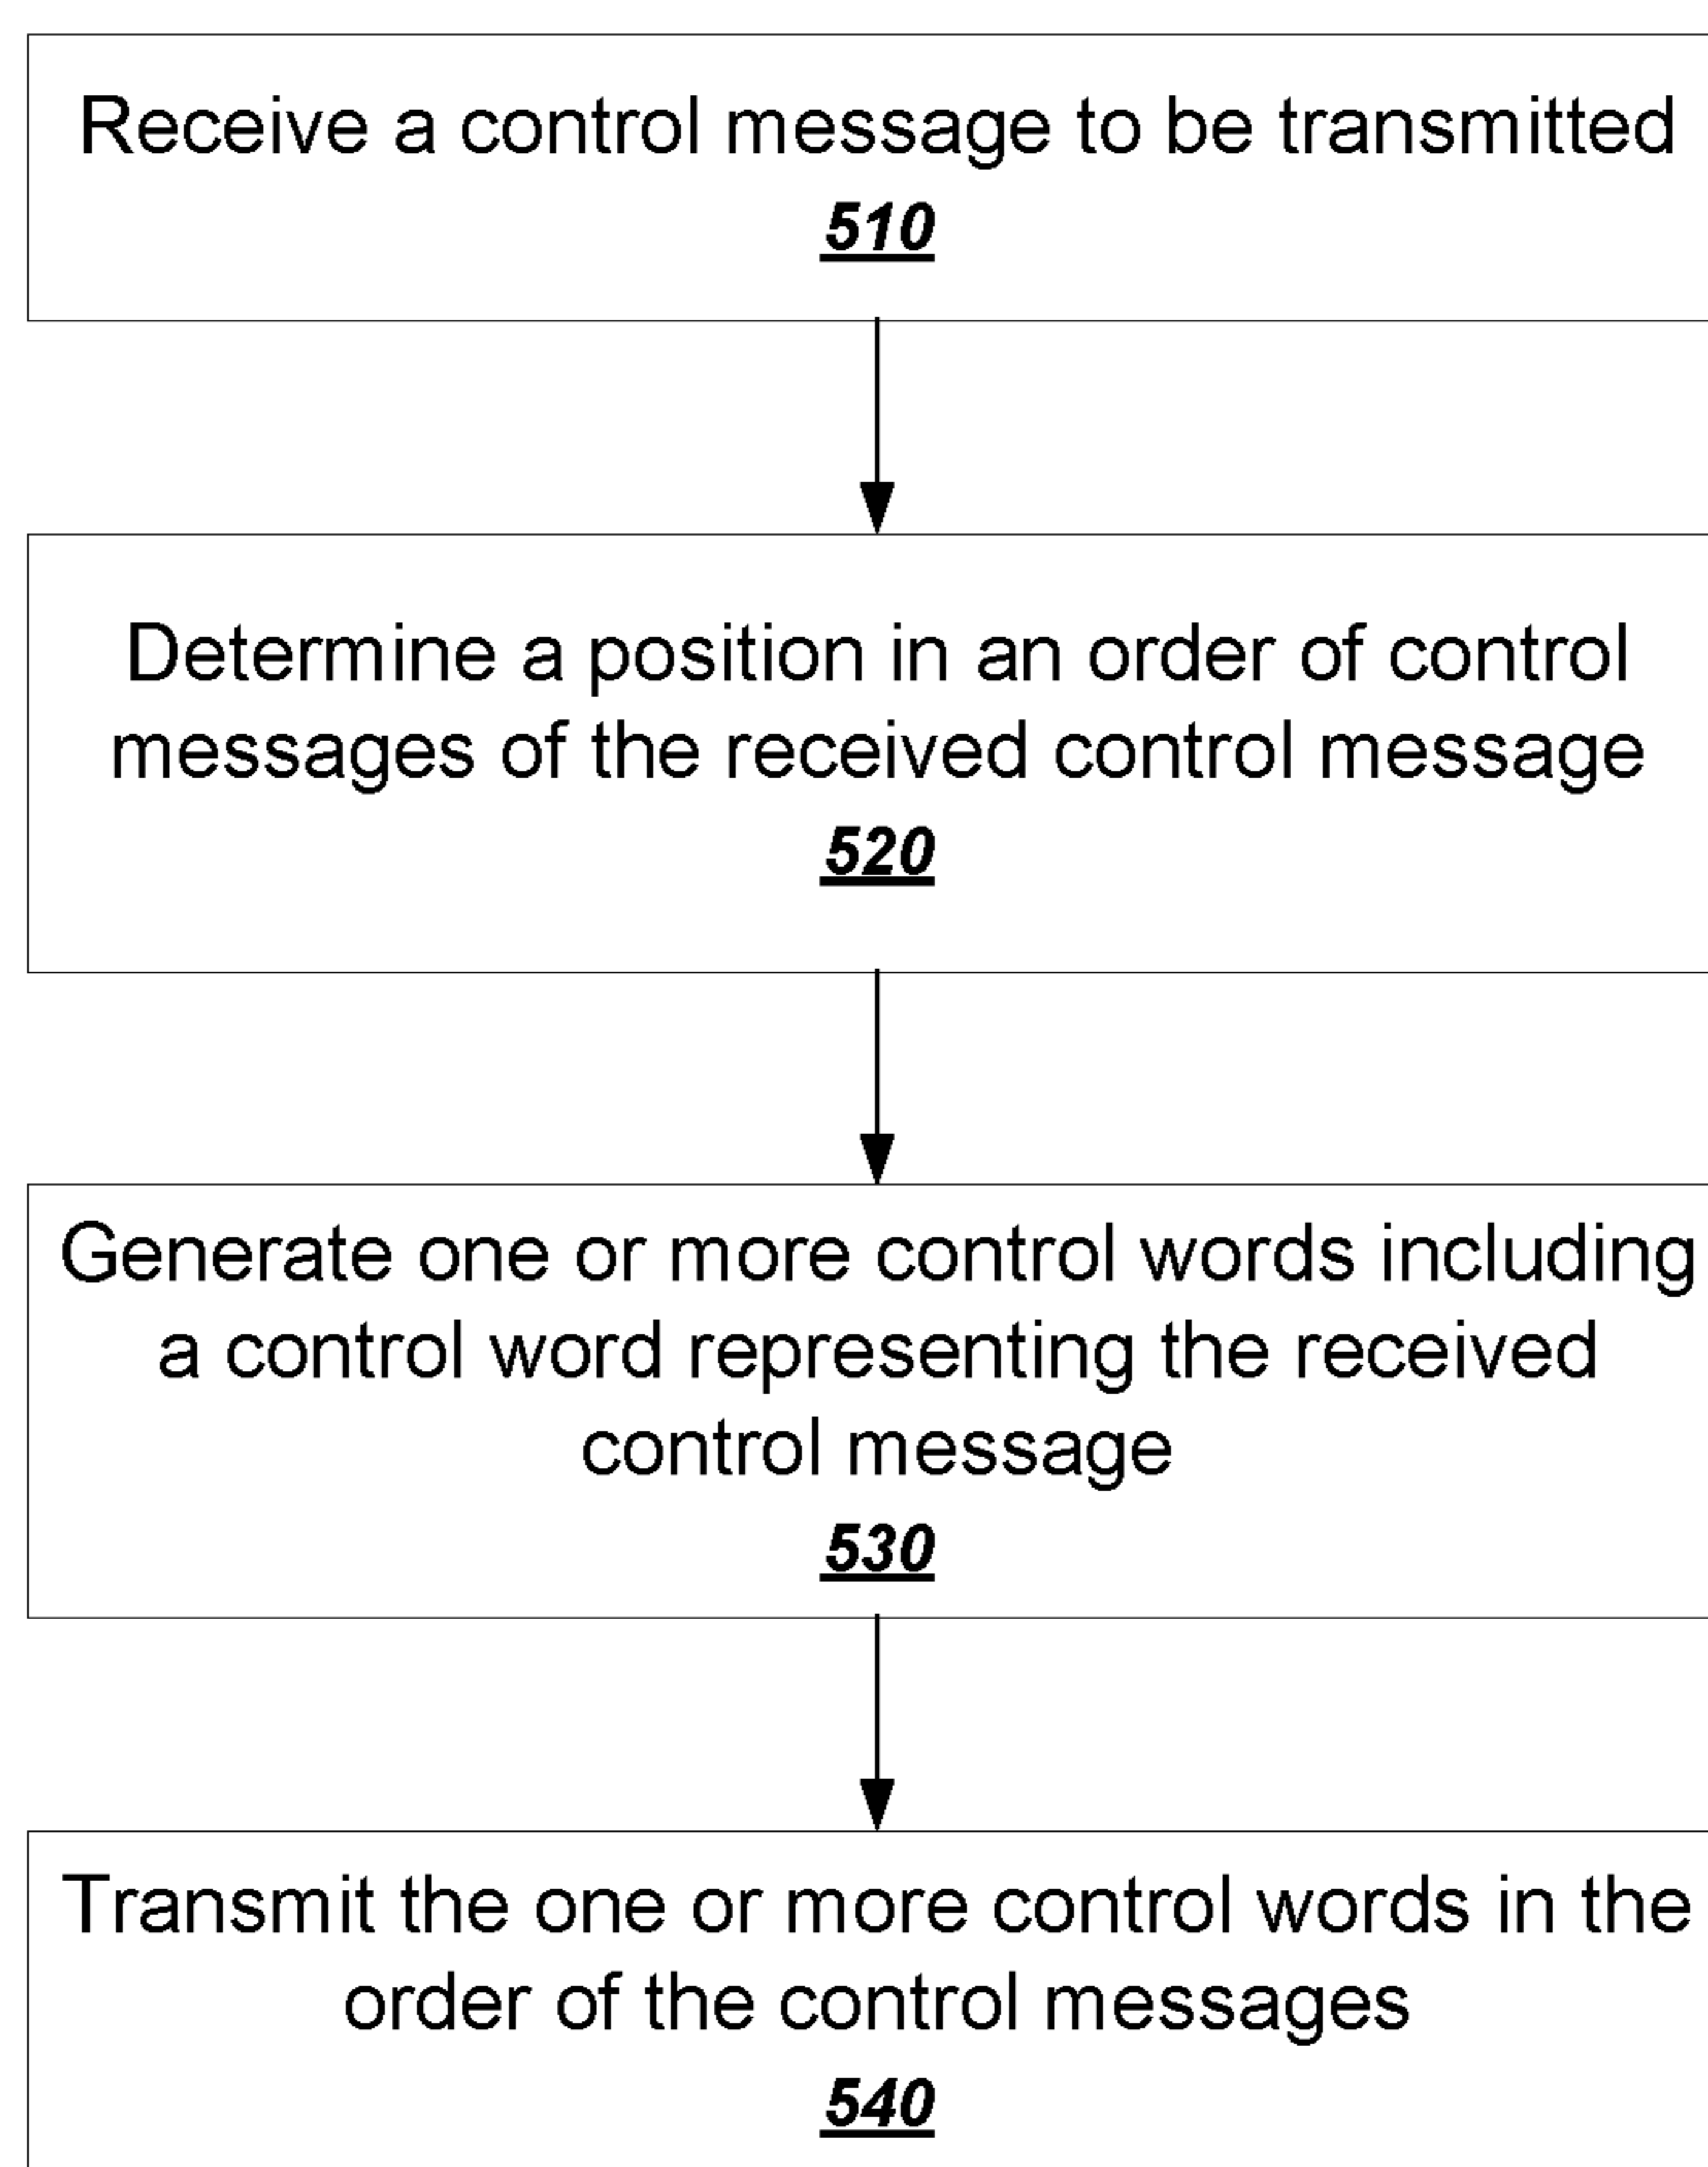 Receive a control message to be transmitted
510
Determine a position in an order of control
messages of the received control message
520
Generate one or more control words including
a control word representing the received
control message
530
Transmit the one or more control words in the
order of the control messages
540